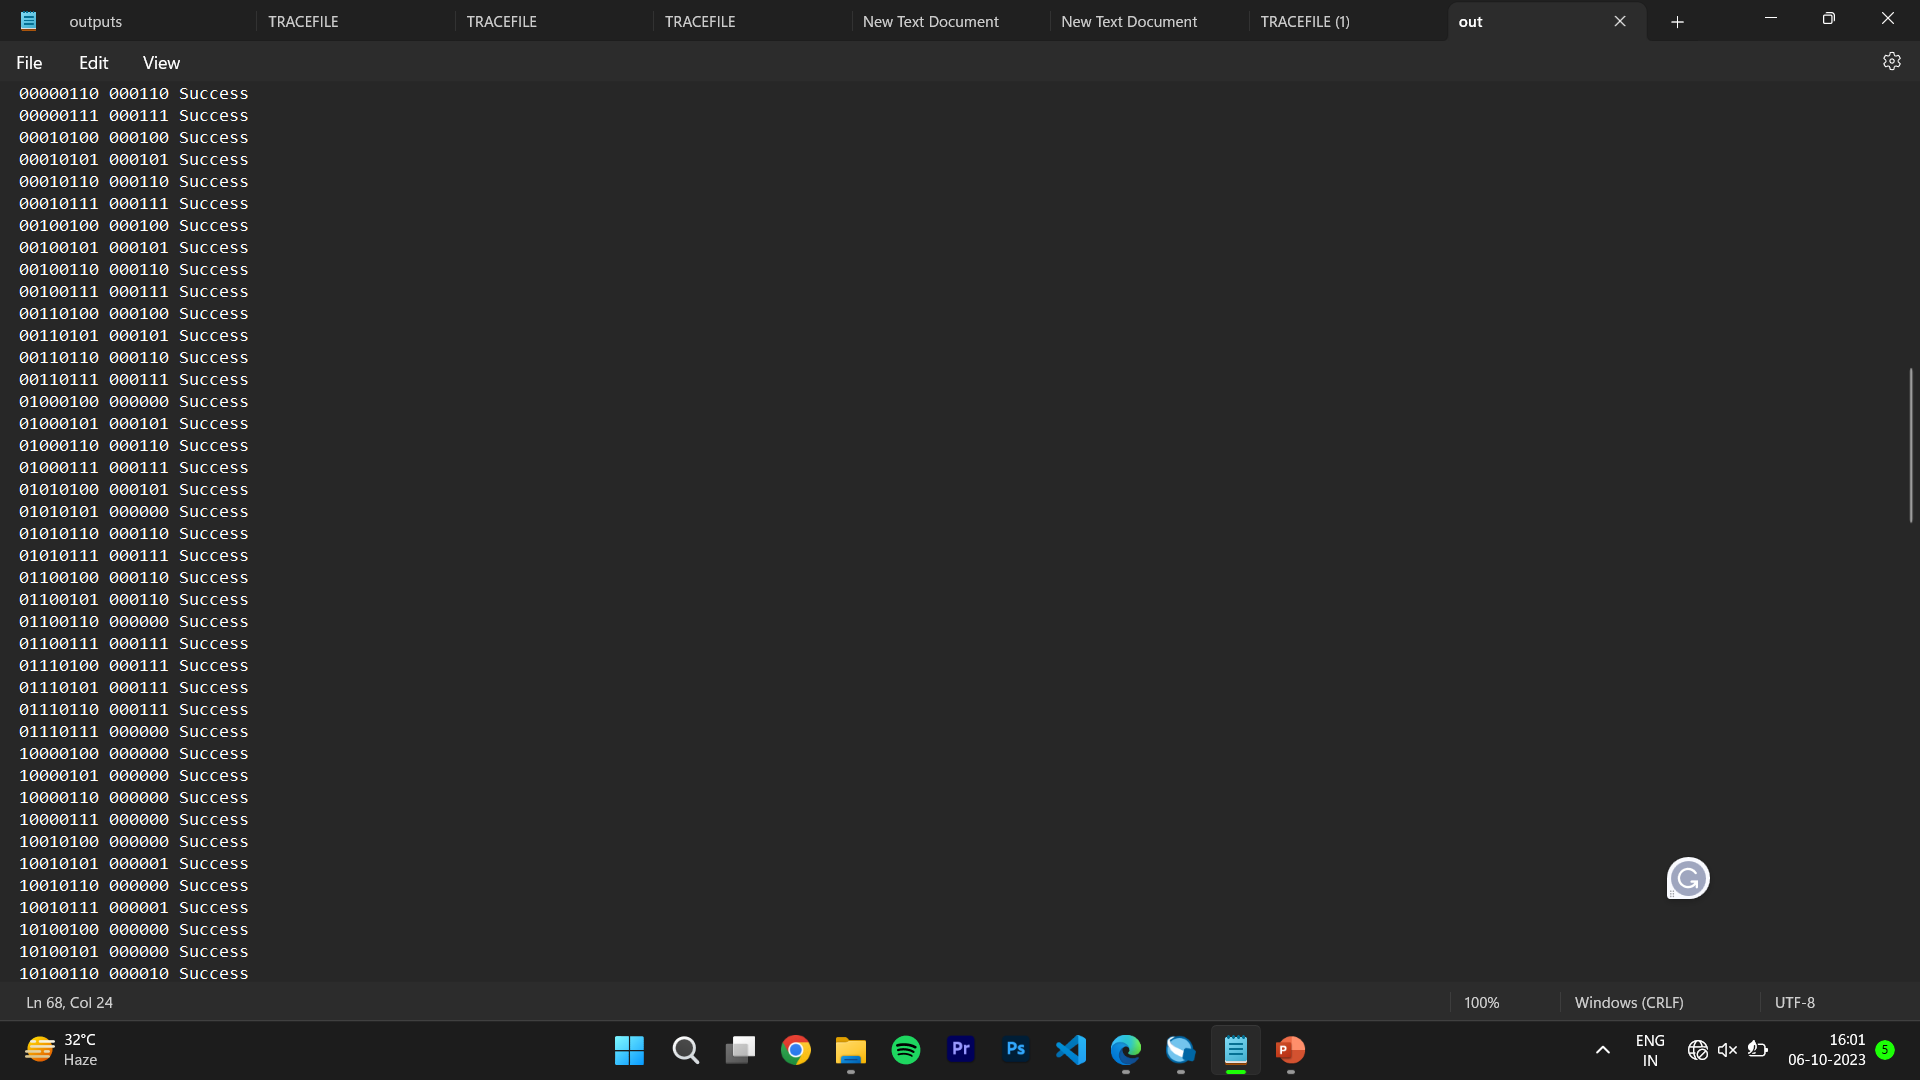 outputs
TRACEFILE
TRACEFILE
TRACEFILE
New Text Document
New Text Document
TRACEFILE (1)
out
File
Edit
View
00000110 000110 Success
00000111 000111 Success
00010100 000100 Success
00010101 000101 Success
00010110 000110 Success
00010111 000111 Success
00100100 000100 Success
00100101 000101 Success
00100110 000110 Success
00100111 000111 Success
00110100 000100 Success
00110101 000101 Success
00110110 000110 Success
00110111 000111 Success
01000100 000000 Success
01000101 000101 Success
01000110 000110 Success
01000111 000111 Success
01010100 000101 Success
01010101 000000 Success
01010110 000110 Success
01010111 000111 Success
01100100 000110 Success
01100101 000110 Success
01100110 000000 Success
01100111 000111 Success
01110100 000111 Success
01110101 000111 Success
01110110 000111 Success
01110111 000000 Success
10000100 000000 Success
10000101 000000 Success
10000110 000000 Success
10000111 000000 Success
10010100 000000 Success
10010101 000001 Success
10010110 000000 Success
10010111 000001 Success
10100100 000000 Success
10100101 000000 Success
10100110 000010 Success
Ln 68, Col 24
100%
Windows (CRLF)
UTF-8
32°C
Haze
Pr
Ps
P
ENG
IN
16:01
06-10-2023
5